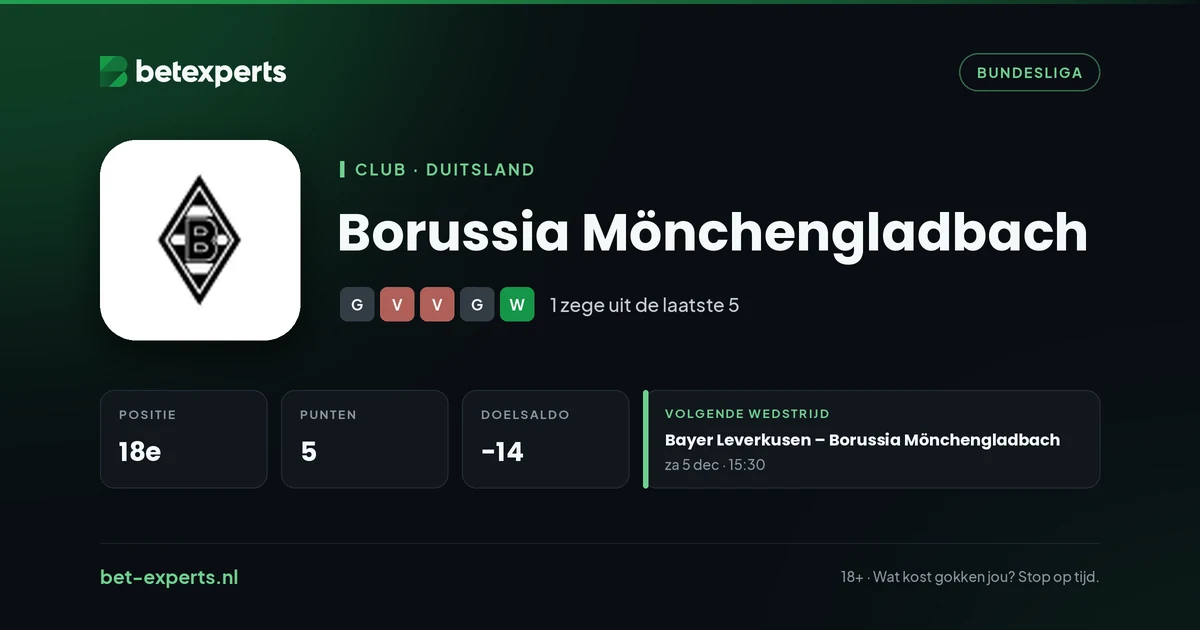 betexperts
BUNDESLIGA
CLUB · DUITSLAND
Borussia Mönchengladbach
B
G V V G W 1 zege uit de laatste 5
POSITIE
18e
PUNTEN
5
DOELSALDO
-14
VOLGENDE WEDSTRIJD
Bayer Leverkusen – Borussia Mönchengladbach
za 5 dec · 15:30
bet-experts.nl
18+ · Wat kost gokken jou? Stop op tijd.